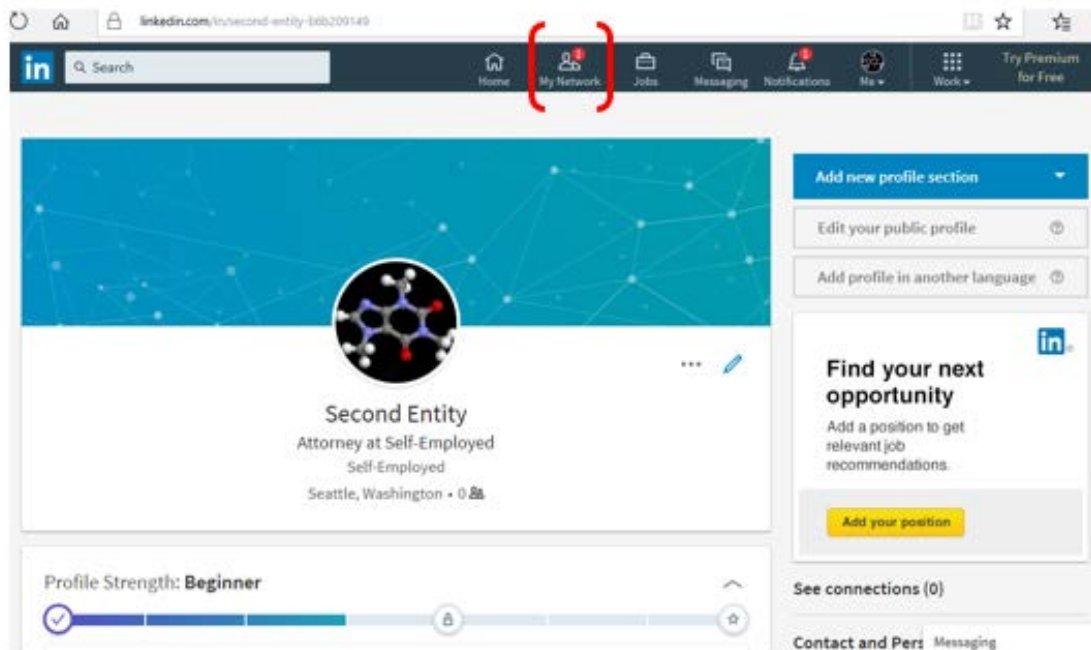 linkedin.com/in/second-entity-b6b209149
in
Search
1
1
Home
My Network
Jobs
Messaging
Notifications
Me
Work
Try Premium
for Free
Add new profile section
Edit your public profile
Add profile in another language
in
Find your next
opportunity
Add a position to get
relevant job
recommendations.
Add your position
Second Entity
Attorney at Self-Employed
Self-Employed
Seattle, Washington • 0
Profile Strength: Beginner
See connections (0)
Contact and Pers
Messaging